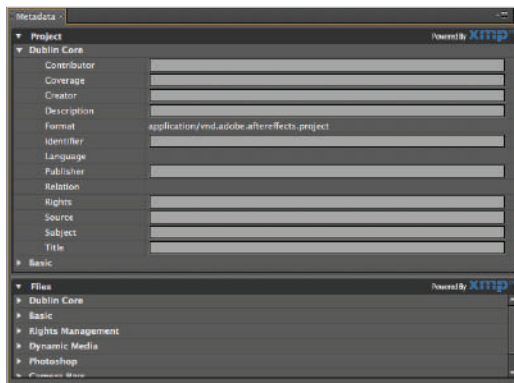 Metadata
Project Powered By xmp
Dublin Core
Contributor
Coverage
Creator
Description
Format application/vnd.adobe.aftereffects.project
Identifier
Language
Publisher
Relation
Rights
Source
Subject
Title
Basic
Files Powered By xmp
Dublin Core
Basic
Rights Management
Dynamic Media
Photoshop
Camera Raw